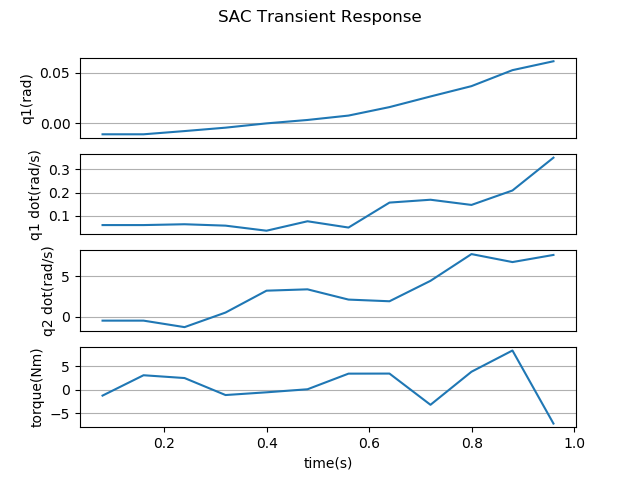 SAC Transient Response
q1(rad)
0.05
0.00
q1 dot(rad/s)
0.3
0.2
0.1
q2 dot(rad/s)
5
0
torque(Nm)
5
0
−5
0.2 0.4 0.6 0.8 1.0
time(s)